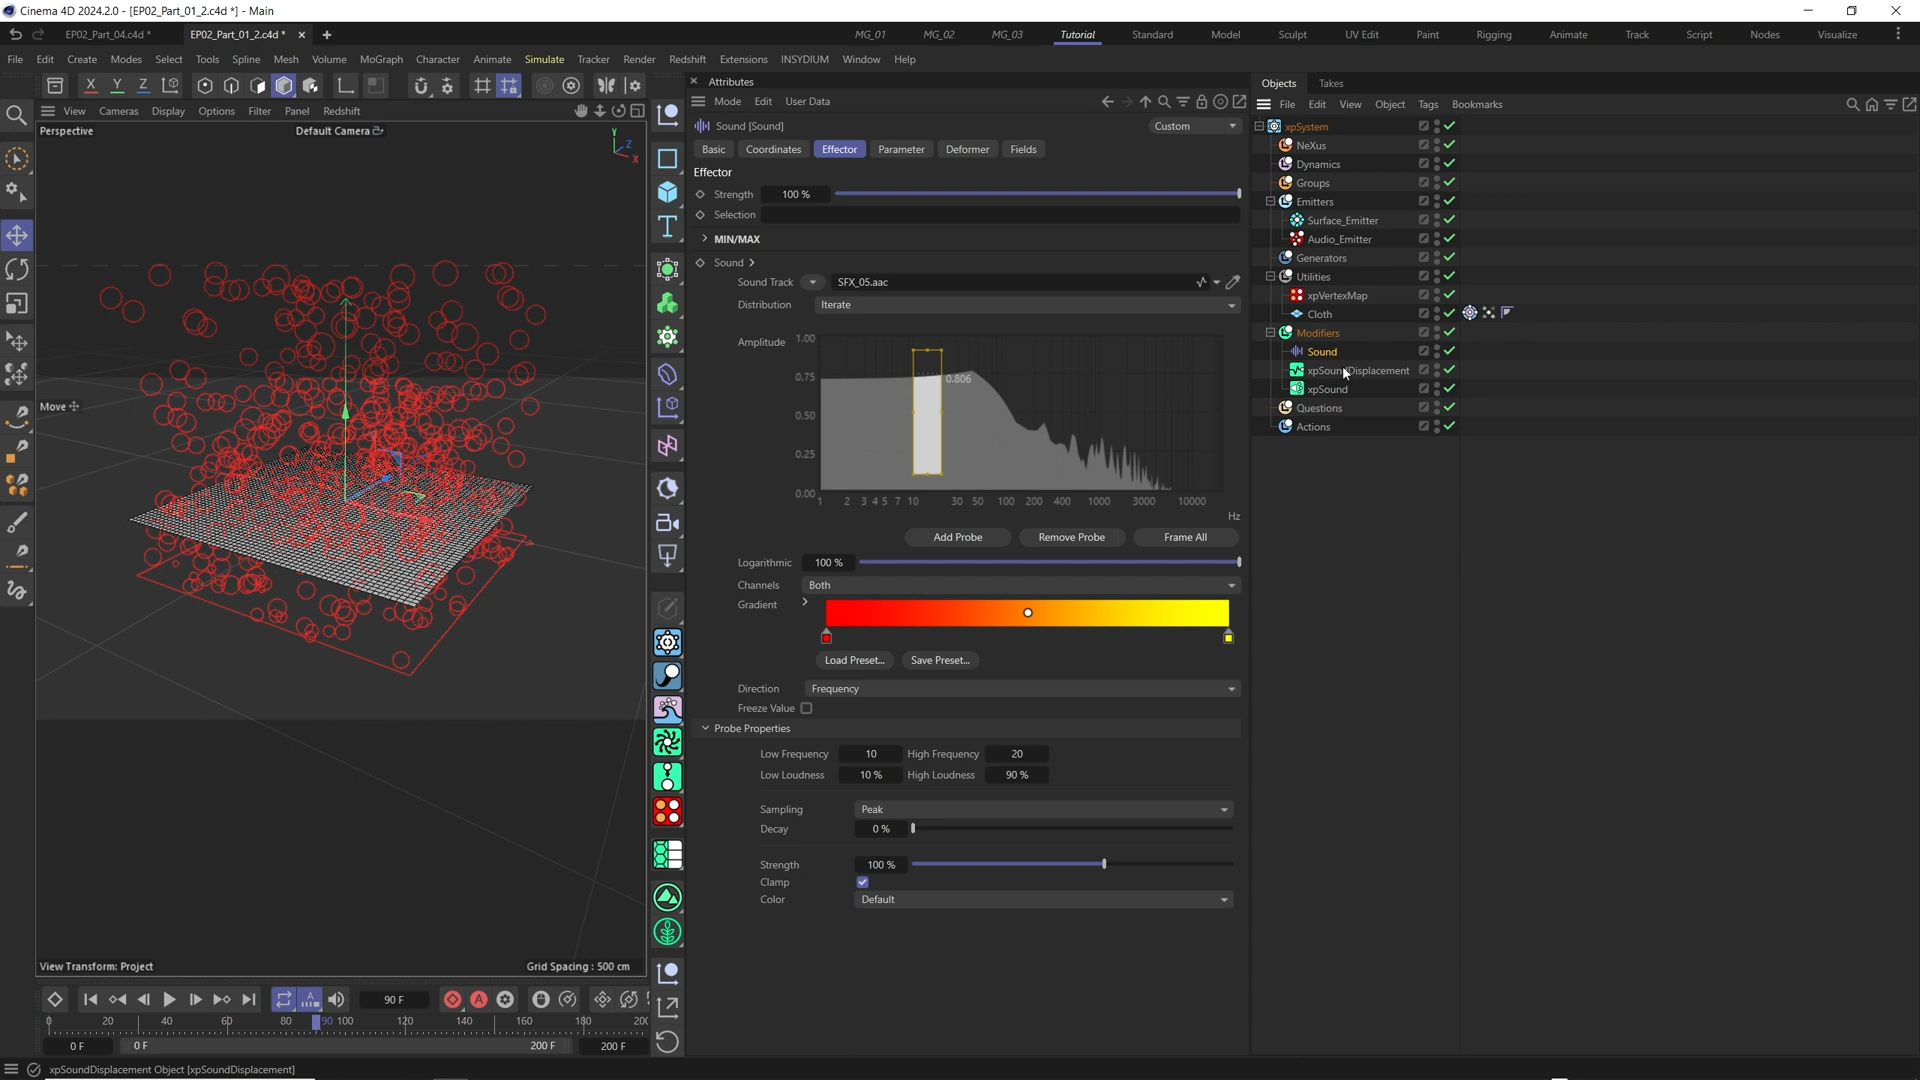 Cinema 4D 2024.2.0 - [EP02_Part_01_2.c4d *] - Main
EP02_Part_04.c4d *
EP02_Part_01_2.c4d *
MG_01 MG_02 MG_03 Tutorial Standard Model Sculpt UV Edit Paint Rigging Animate Track Script Nodes Visualize
File Edit Create Modes Select Tools Spline Mesh Volume MoGraph Character Animate Simulate Tracker Render Redshift Extensions INSYDIUM Window Help
X Y Z
View Cameras Display Options Filter Panel Redshift
Perspective
Default Camera
Y
Z
X
Move
View Transform: Project
Grid Spacing : 500 cm
90 F
0 20 40 60 80 90 100 120 140 160 180 200
0 F
0 F
200 F
200 F
xpSoundDisplacement Object [xpSoundDisplacement]
Attributes
Mode Edit User Data
Sound [Sound]
Custom
Basic Coordinates Effector Parameter Deformer Fields
Effector
Strength 100 %
Selection
MIN/MAX
Sound
Sound Track SFX_05.aac
Distribution Iterate
Amplitude
1.00
0.75
0.50
0.25
0.00
0.806
1 2 3 4 5 7 10 30 50 100 200 400 1000 3000 10000
Hz
Add Probe Remove Probe Frame All
Logarithmic 100 %
Channels Both
Gradient
Load Preset... Save Preset...
Direction Frequency
Freeze Value
Probe Properties
Low Frequency 10 High Frequency 20
Low Loudness 10 % High Loudness 90 %
Sampling Peak
Decay 0 %
Strength 100 %
Clamp
Color Default
Objects Takes
File Edit View Object Tags Bookmarks
xpSystem
NeXus
Dynamics
Groups
Emitters
Surface_Emitter
Audio_Emitter
Generators
Utilities
xpVertexMap
Cloth
Modifiers
Sound
xpSoundDisplacement
xpSound
Questions
Actions